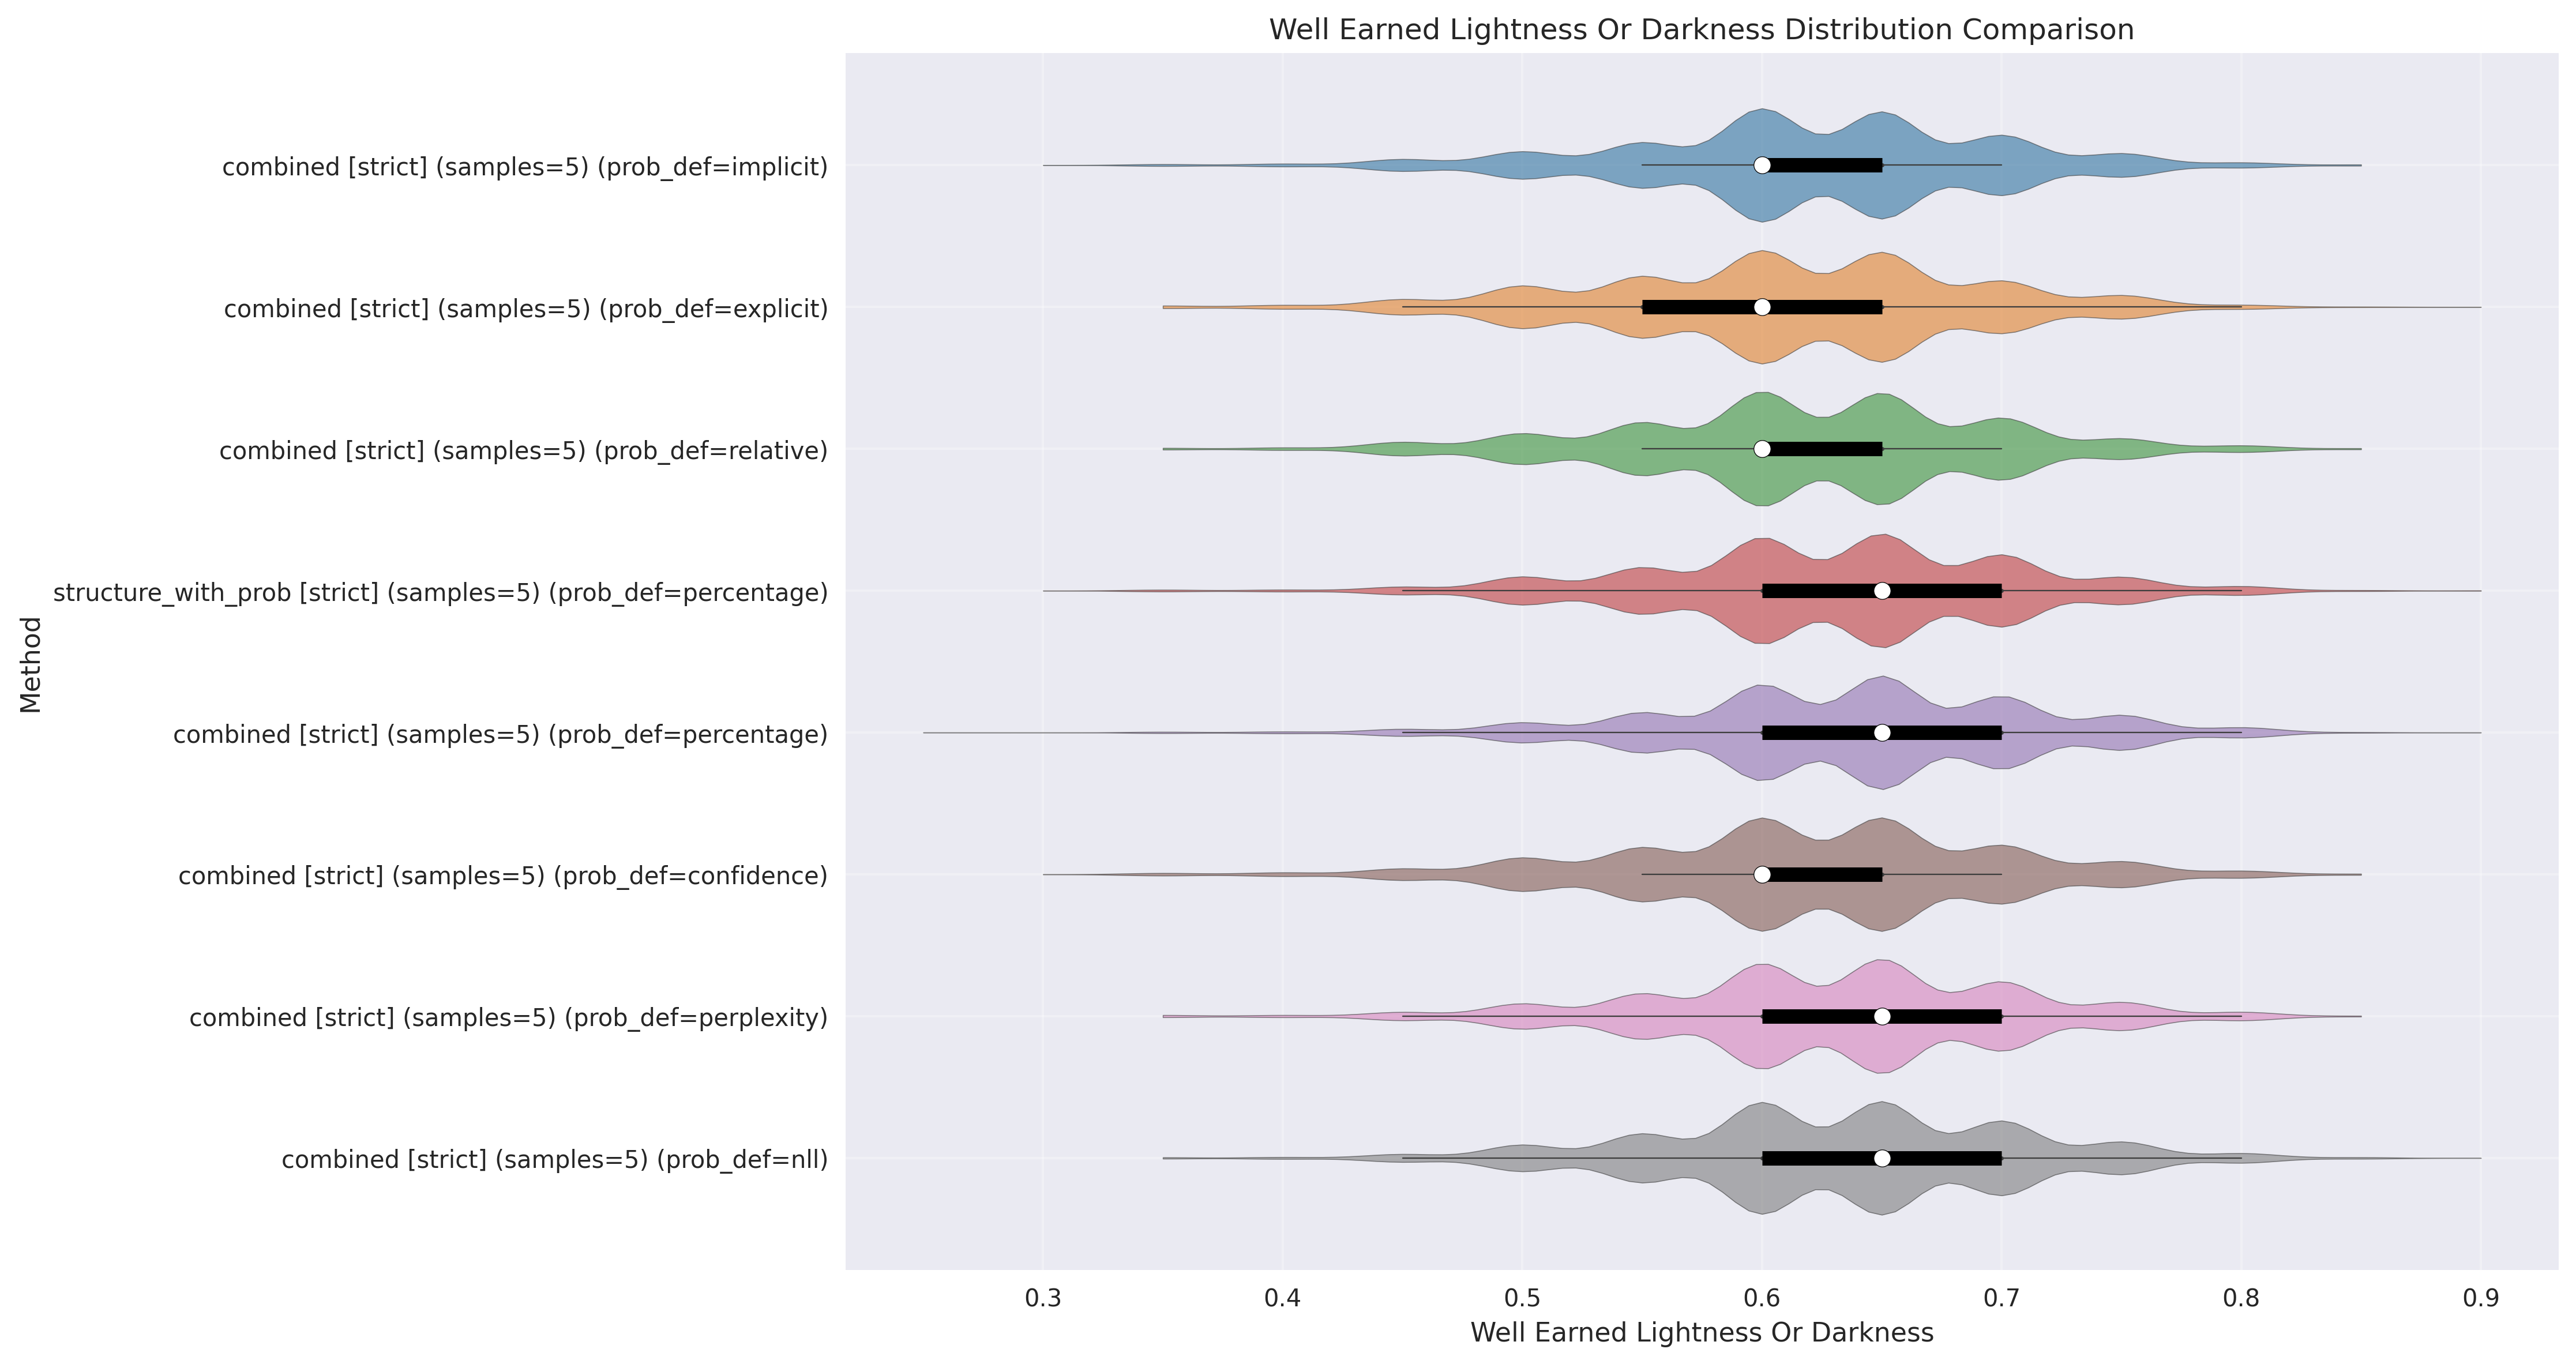 Well Earned Lightness Or Darkness Distribution Comparison
combined [strict] (samples=5) (prob_def=implicit)
combined [strict] (samples=5) (prob_def=explicit)
combined [strict] (samples=5) (prob_def=relative)
structure_with_prob [strict] (samples=5) (prob_def=percentage)
combined [strict] (samples=5) (prob_def=percentage)
combined [strict] (samples=5) (prob_def=confidence)
combined [strict] (samples=5) (prob_def=perplexity)
combined [strict] (samples=5) (prob_def=nll)
Method
0.3 0.4 0.5 0.6 0.7 0.8 0.9
Well Earned Lightness Or Darkness